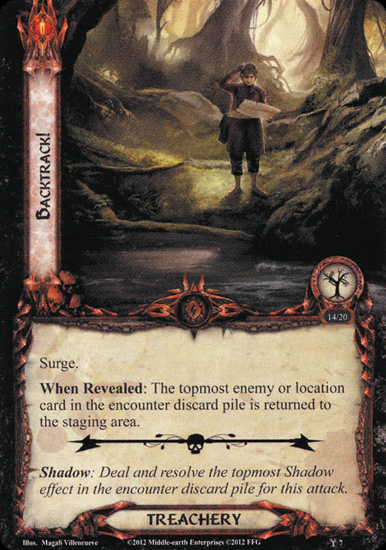 Backtrack!
14/20
Surge.
When Revealed: The topmost enemy or location
card in the encounter discard pile is returned to
the staging area.
Shadow: Deal and resolve the topmost Shadow
effect in the encounter discard pile for this attack.
TREACHERY
Illus. Magali Villeneuve ©2012 Middle-earth Enterprises ©2012 FFG Y-7